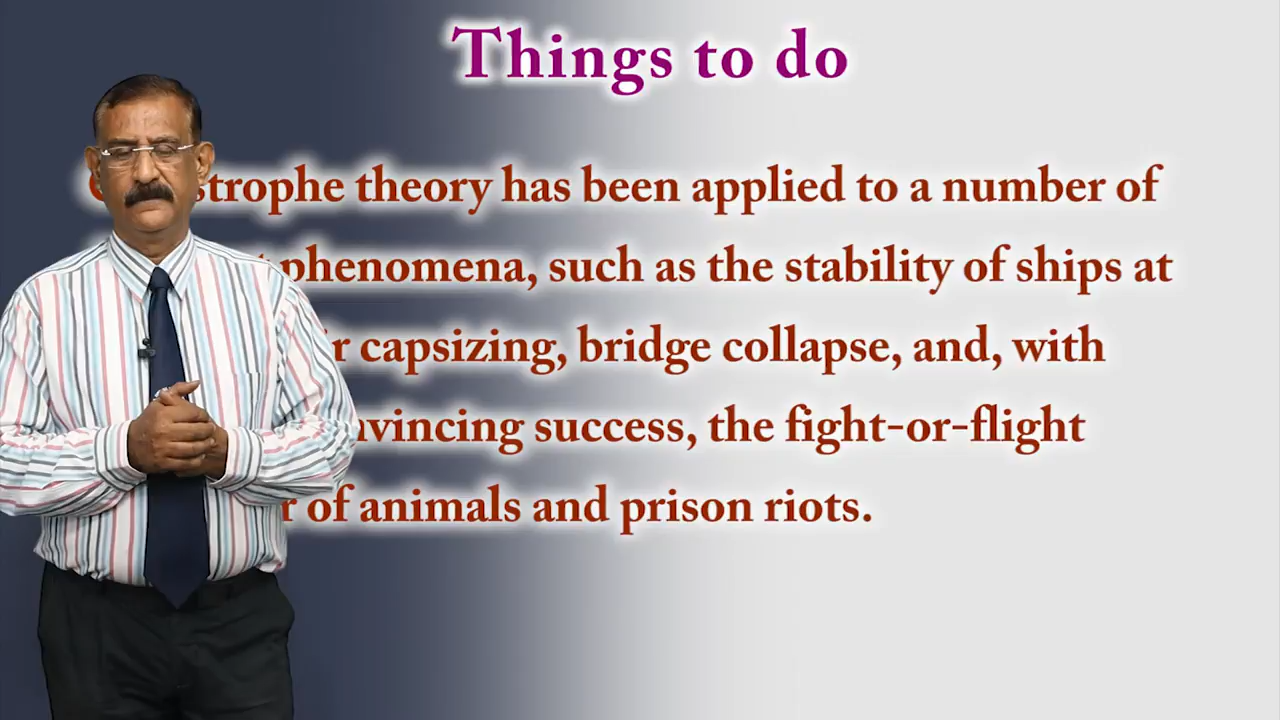 Things to do
theory has been applied to a number of
phenomena, such as the stability of ships at
capsizing, bridge collapse, and, with
success, the fight-or-flight
of animals and prison riots.